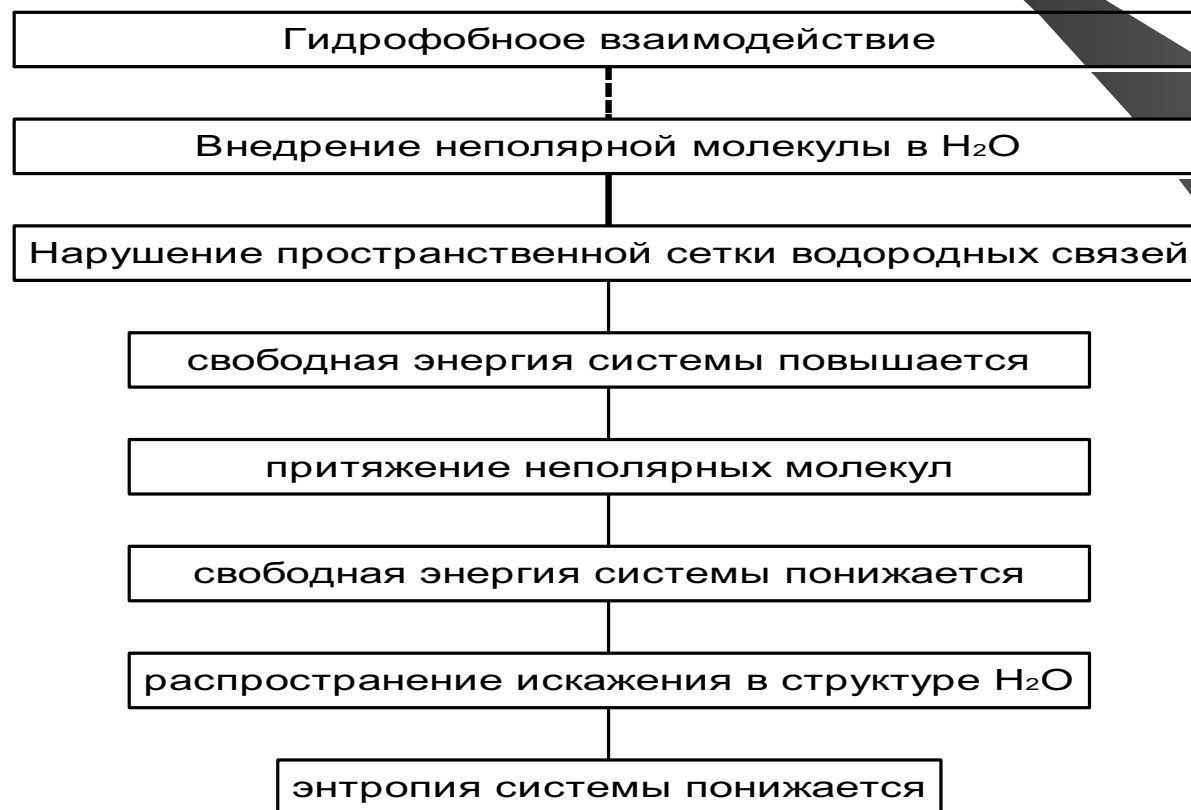 Гидрофобноое взаимодействие
Внедрение неполярной молекулы в H₂O
Нарушение пространственной сетки водородных связей
свободная энергия системы повышается
притяжение неполярных молекул
свободная энергия системы понижается
распространение искажения в структуре H₂O
энтропия системы понижается